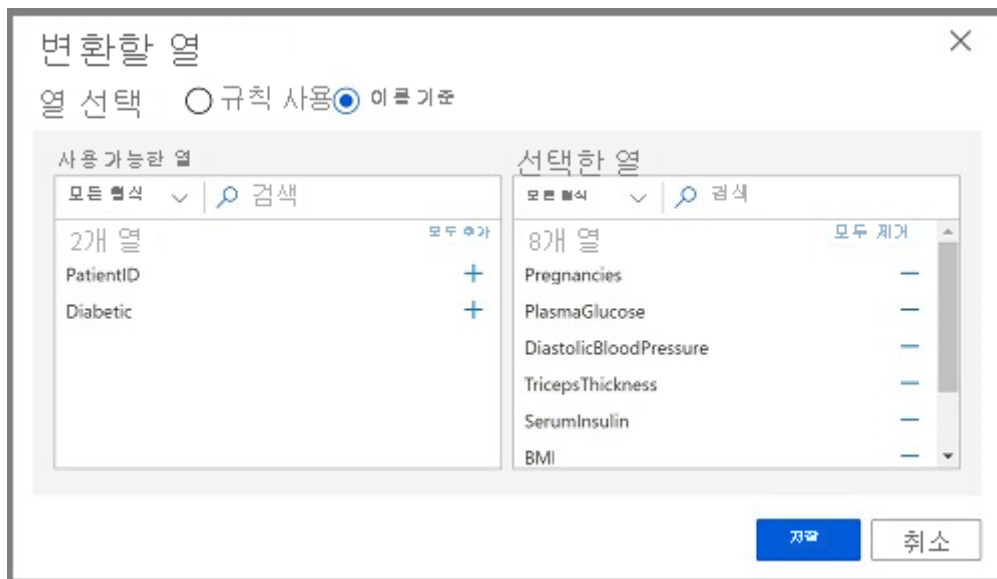 변환할 열
열 선택 규칙 사용 이름 기준
사용 가능한 열
모든 형식 검색
2개 열 모두 추가
PatientID
Diabetic
선택한 열
모든 형식 검색
8개 열 모두 제거
Pregnancies
PlasmaGlucose
DiastolicBloodPressure
TricepsThickness
SerumInsulin
BMI
저장 취소